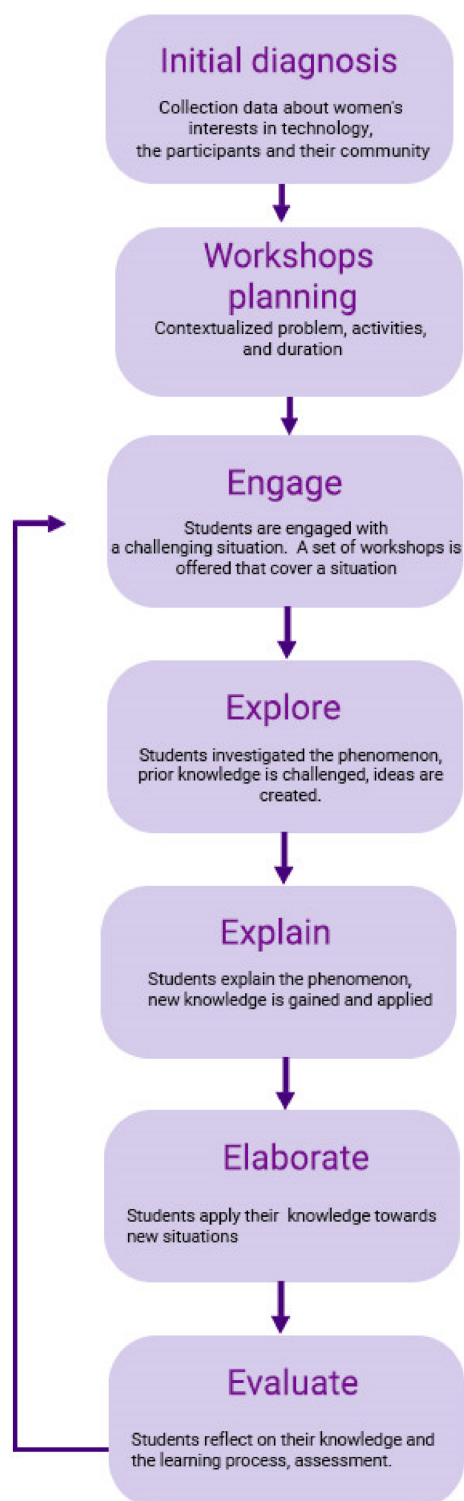 Initial diagnosis
Collection data about women's
interests in technology,
the participants and their community
Workshops
planning
Contextualized problem, activities,
and duration
Engage
Students are engaged with
a challenging situation. A set of workshops is
offered that cover a situation
Explore
Students investigated the phenomenon,
prior knowledge is challenged, ideas are
created.
Explain
Students explain the phenomenon,
new knowledge is gained and applied
Elaborate
Students apply their knowledge towards
new situations
Evaluate
Students reflect on their knowledge and
the learning process, assessment.